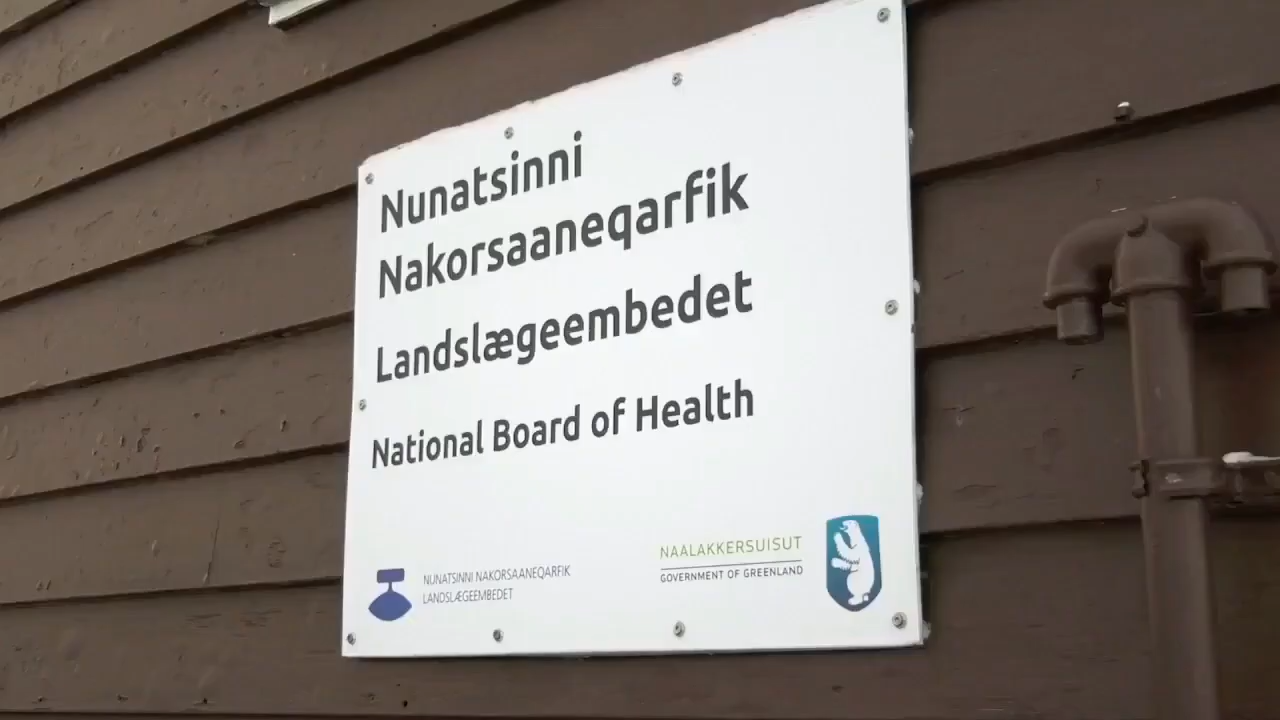 Nunatsinni
Nakorsaaneqarfik
Landslægeembedet
National Board of Health
NUNATSINNI NAKORSAANEQARFIK
LANDSLÆGEEMBEDET
NAALAKKERSUISUT
GOVERNMENT OF GREENLAND